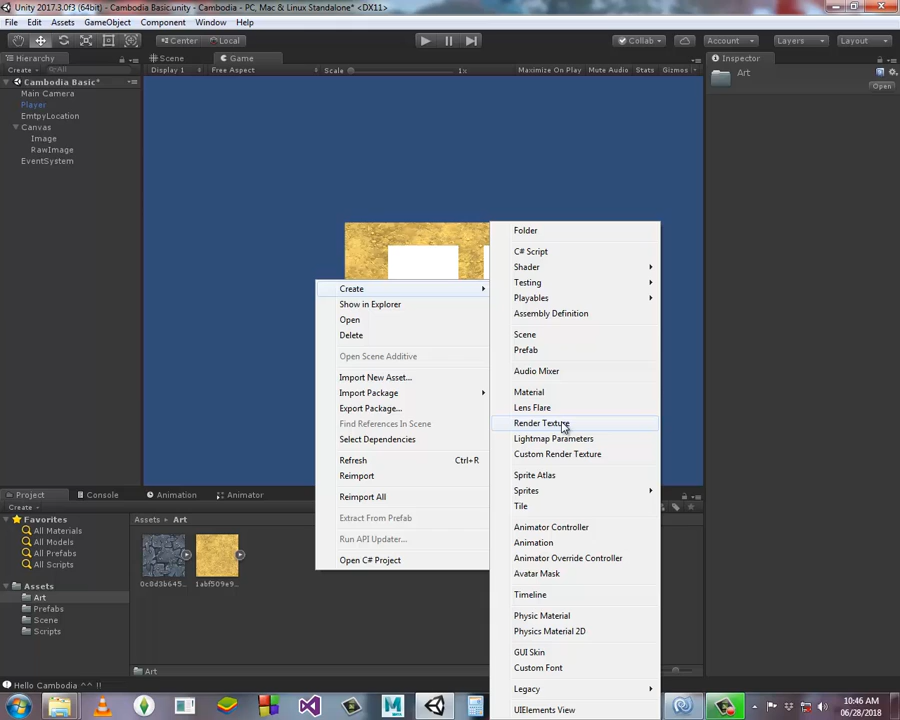 Unity 2017.3.0f3 (64bit) - Cambodia Basic.unity - Cambodia - PC, Mac & Linux Standalone* <DX11>
File Edit Assets GameObject Component Window Help
Center Local Collab Account Layers Layout
Hierarchy Scene Game Inspector
Create All Display 1 Free Aspect Scale 1x Maximize On Play Mute Audio Stats Gizmos
Art
Open
Cambodia Basic*
Main Camera
Player
EmtpyLocation
Canvas
Image
RawImage
EventSystem
Create
Show in Explorer
Open
Delete
Open Scene Additive
Import New Asset...
Import Package
Export Package...
Find References In Scene
Select Dependencies
Refresh Ctrl+R
Reimport
Reimport All
Extract From Prefab
Run API Updater...
Open C# Project
Folder
C# Script
Shader
Testing
Playables
Assembly Definition
Scene
Prefab
Audio Mixer
Material
Lens Flare
Render Texture
Lightmap Parameters
Custom Render Texture
Sprite Atlas
Sprites
Tile
Animator Controller
Animation
Animator Override Controller
Avatar Mask
Timeline
Physic Material
Physics Material 2D
GUI Skin
Custom Font
Legacy
UIElements View
Project Console Animation Animator
Create
Favorites
All Materials
All Models
All Prefabs
All Scripts
Assets
Art
Prefabs
Scene
Scripts
Assets Art
0c8d3b645... 1abf509e9...
Art
Hello Cambodia ^^ !!
10:46 AM
06/28/2018